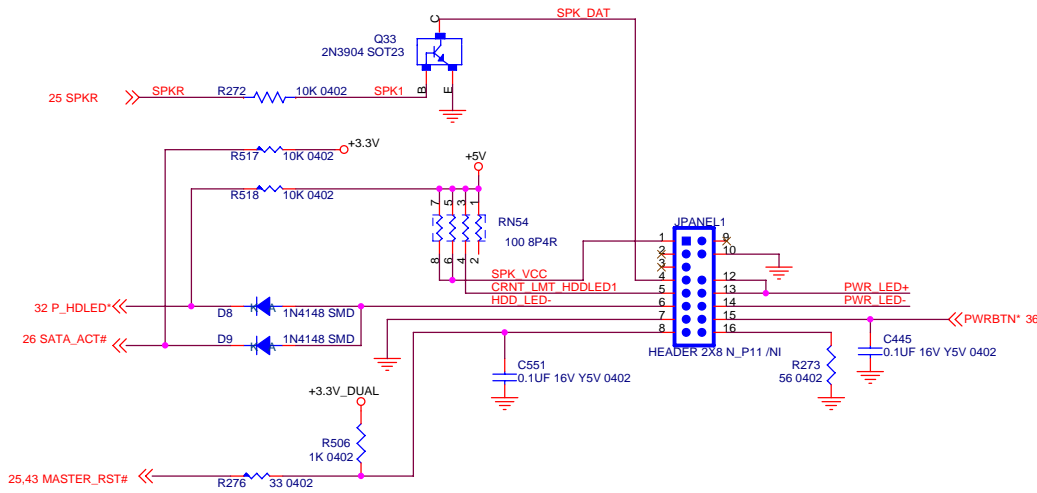 SPK_DAT
C
Q33
2N3904 SOT23
B
E
25 SPKR
SPKR
R272
10K 0402
SPK1
R517
10K 0402
+3.3V
R518
10K 0402
+5V
7
5
3
1
RN54
100 8P4R
8
6
4
2
JPANEL1
1
2
3
4
5
6
7
8
9
10
12
13
14
15
16
SPK_VCC
CRNT_LMT_HDDLED1
HDD_LED-
PWR_LED+
PWR_LED-
PWRBTN* 36
32 P_HDLED*
D8
K
A
1N4148 SMD
26 SATA_ACT#
D9
K
A
1N4148 SMD
HEADER 2X8 N_P11 /NI
C551
0.1UF 16V Y5V 0402
C445
0.1UF 16V Y5V 0402
R273
56 0402
+3.3V_DUAL
R506
1K 0402
25,43 MASTER_RST#
R276
33 0402